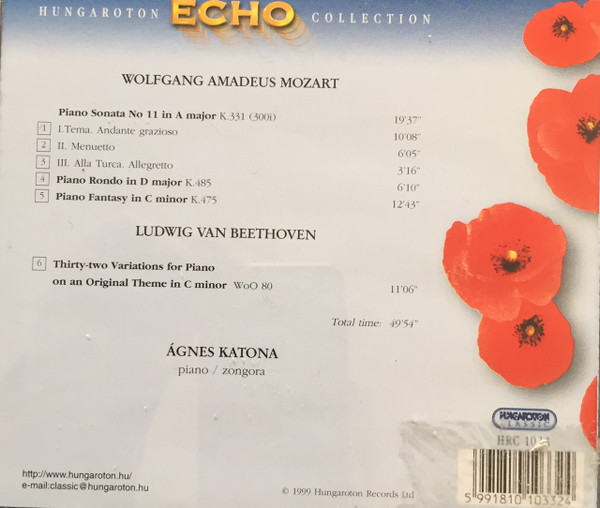 HUNGAROTON ECHO COLLECTION
WOLFGANG AMADEUS MOZART
Piano Sonata No 11 in A major K.331 (300i) 19'37"
1 I.Tema. Andante grazioso 10'08"
2 II. Menuetto 6'05"
3 III. Alla Turca. Allegretto 3'16"
4 Piano Rondo in D major K.485 6'10"
5 Piano Fantasy in C minor K.475 12'43"
LUDWIG VAN BEETHOVEN
6 Thirty-two Variations for Piano
on an Original Theme in C minor WoO 80 11'06"
Total time: 49'54"
ÁGNES KATONA
piano / zongora
HUNGAROTON
CLASSIC
HRC
http://www.hungaroton.hu/
e-mail:classic@hungaroton.hu
© 1999 Hungaroton Records Ltd
5 991810 103324